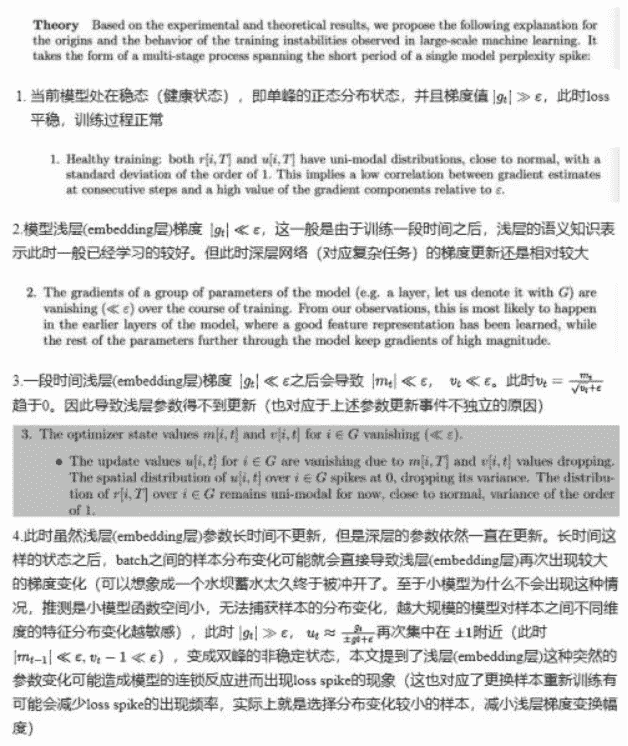 Theory Based on the experimental and theoretical results, we propose the following explanation for
the origins and the behavior of the training instabilities observed in large-scale machine learning. It
takes the form of a multi-stage process spanning the short period of a single model perplexity spike:
1. 当前模型处在稳态（健康状态），即单峰的正态分布状态，并且梯度值 |gₜ| ≫ ε，此时loss
平稳，训练过程正常
1. Healthy training: both r[i, T] and u[i, T] have uni-modal distributions, close to normal, with a
standard deviation of the order of 1. This implies a low correlation between gradient estimates
at consecutive steps and a high value of the gradient components relative to ε.
2.模型浅层(embedding层)梯度 |gₜ| ≪ ε，这一般是由于训练一段时间之后，浅层的语义知识表
示此时一般已经学习的较好。但此时深层网络（对应复杂任务）的梯度更新还是相对较大
2. The gradients of a group of parameters of the model (e.g. a layer, let us denote it with G) are
vanishing (≪ ε) over the course of training. From our observations, this is most likely to happen
in the earlier layers of the model, where a good feature representation has been learned, while
the rest of the parameters further through the model keep gradients of high magnitude.
3.一段时间浅层(embedding层)梯度 |gₜ| ≪ ε之后会导致 |mₜ| ≪ ε， υₜ ≪ ε。此时υₜ = mₜ/(√υₜ+ε)
趋于0。因此导致浅层参数得不到更新（也对应于上述参数更新事件不独立的原因）
3. The optimizer state values m[i, t] and v[i, t] for i ∈ G vanishing (≪ ε).
• The update values u[i, t] for i ∈ G are vanishing due to m[i, T] and v[i, t] values dropping.
The spatial distribution of u[i, t] over i ∈ G spikes at 0, dropping its variance. The distribu-
tion of r[i, T] over i ∈ G remains uni-modal for now, close to normal, variance of the order
of 1.
4.此时虽然浅层(embedding层)参数长时间不更新，但是深层的参数依然一直在更新。长时间这
样的状态之后，batch之间的样本分布变化可能就会直接导致浅层(embedding层)再次出现较大
的梯度变化（可以想象成一个水坝蓄水太久终于被冲开了。至于小模型为什么不会出现这种情
况，推测是小模型函数空间小，无法捕获样本的分布变化，越大规模的模型对样本之间不同维
度的特征分布变化越敏感），此时 |gₜ| ≫ ε， uₜ ≈ gₜ/(±gₜ+ε)再次集中在 ±1附近（此时
|mₜ₋₁| ≪ ε, υₜ − 1 ≪ ε），变成双峰的非稳定状态，本文提到了浅层(embedding层)这种突然的
参数变化可能造成模型的连锁反应进而出现loss spike的现象（这也对应了更换样本重新训练有
可能会减少loss spike的出现频率，实际上就是选择分布变化较小的样本，减小浅层梯度变换幅
度）